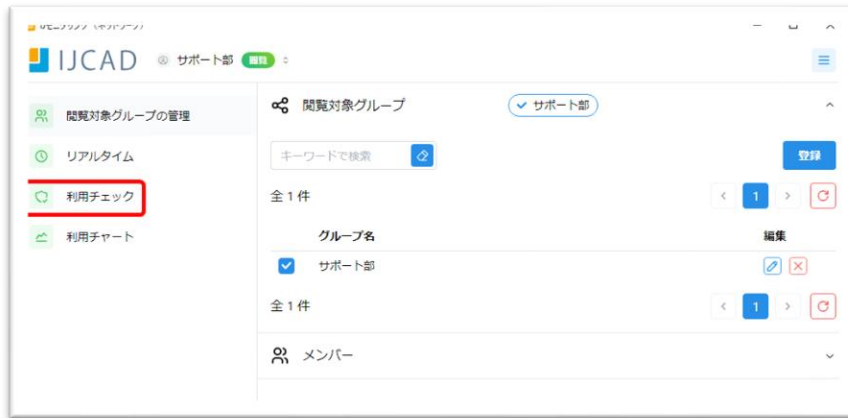 IJCAD サポート部 閲覧
閲覧対象グループの管理
リアルタイム
利用チェック
利用チャート
閲覧対象グループ サポート部
キーワードで検索 登録
全 1 件 1
グループ名 編集
サポート部
全 1 件 1
メンバー